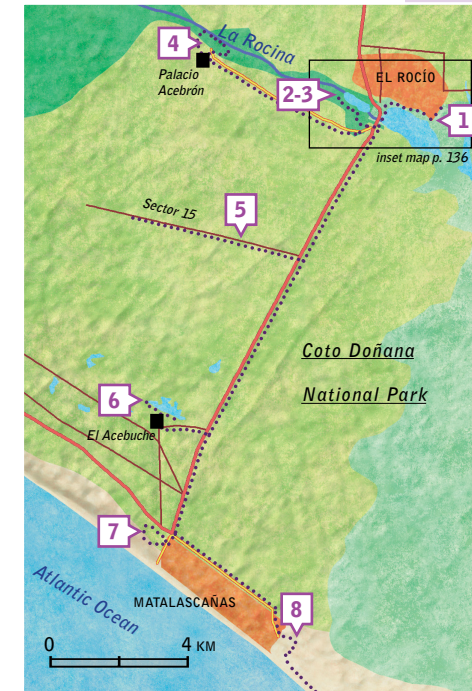 4
La Rocina
Palacio
Acebrón
2-3
EL ROCÍO
1
inset map p. 136
Sector 15
5
Coto Doñana
National Park
6
El Acebuche
7
Atlantic Ocean
MATALASCAÑAS
8
0 4 KM